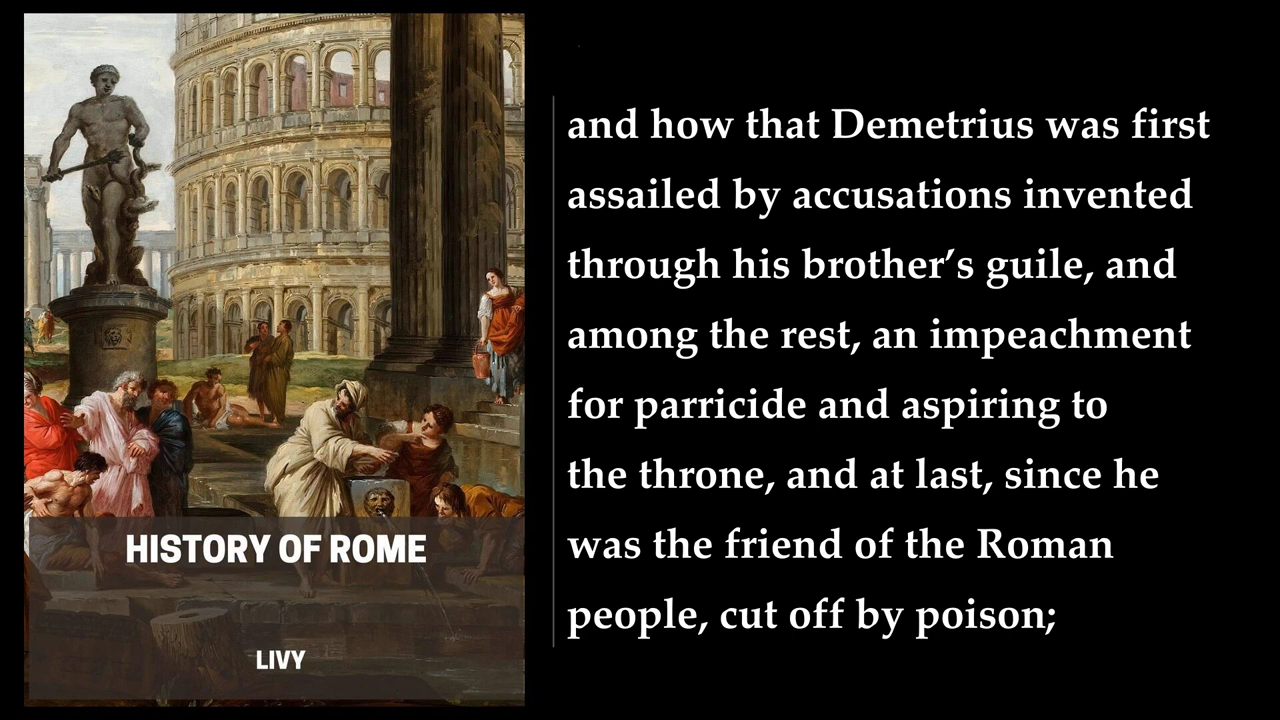 HISTORY OF ROME
LIVY
and how that Demetrius was first
assailed by accusations invented
through his brother’s guile, and
among the rest, an impeachment
for parricide and aspiring to
the throne, and at last, since he
was the friend of the Roman
people, cut off by poison;